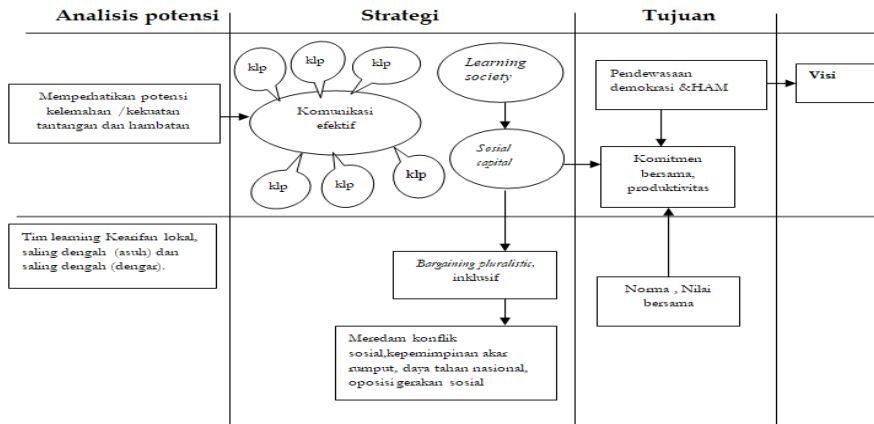 Analisis potensi
Strategi
Tujuan
Memperhatikan potensi
kelemahan /kekuatan
tantangan dan hambatan
klp
klp
klp
Komunikasi
efektif
klp
klp
klp
Learning
society
Sosial
capital
Pendewasaan
demokrasi &HAM
Visi
Komitmen
bersama,
produktivitas
Tim learning Kearifan lokal,
saling dengah (asuh) dan
saling dengah (dengar).
Bargaining pluralistic,
inklusif
Norma , Nilai
bersama
Meredam konflik
sosial,kepemimpinan akar
rumput, daya tahan nasional,
oposisi gerakan sosial